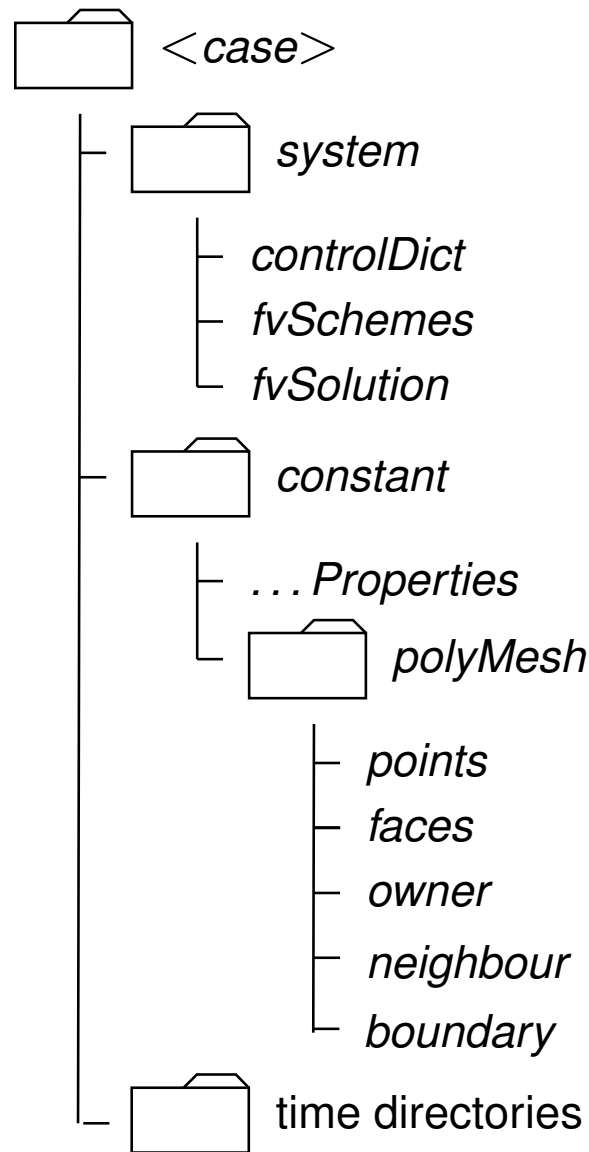 <case>
system
controlDict
fvSchemes
fvSolution
constant
...Properties
polyMesh
points
faces
owner
neighbour
boundary
time directories